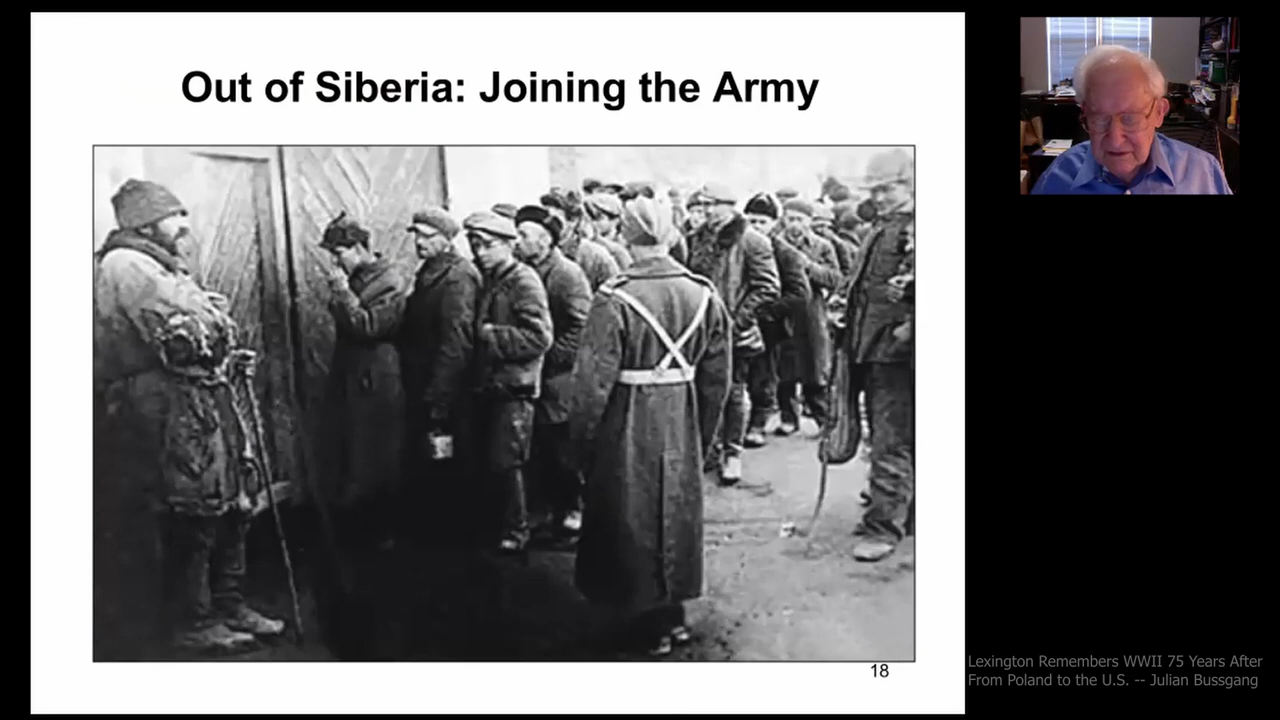 Out of Siberia: Joining the Army
18
Lexington Remembers WWII 75 Years After
From Poland to the U.S. -- Julian Bussgang